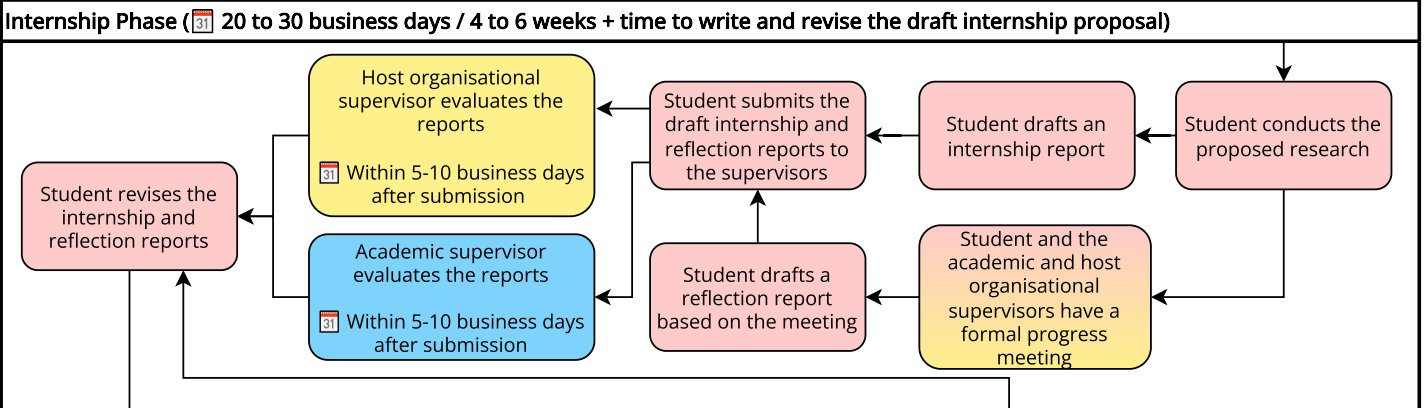 Internship Phase (📅 20 to 30 business days / 4 to 6 weeks + time to write and revise the draft internship proposal)
Student conducts the
proposed research
Student drafts an
internship report
Student and the
academic and host
organisational
supervisors have a
formal progress
meeting
Student drafts a
reflection report
based on the meeting
Student submits the
draft internship and
reflection reports to
the supervisors
Host organisational
supervisor evaluates the
reports
31 Within 5-10 business days
after submission
Academic supervisor
evaluates the reports
31 Within 5-10 business days
after submission
Student revises the
internship and
reflection reports